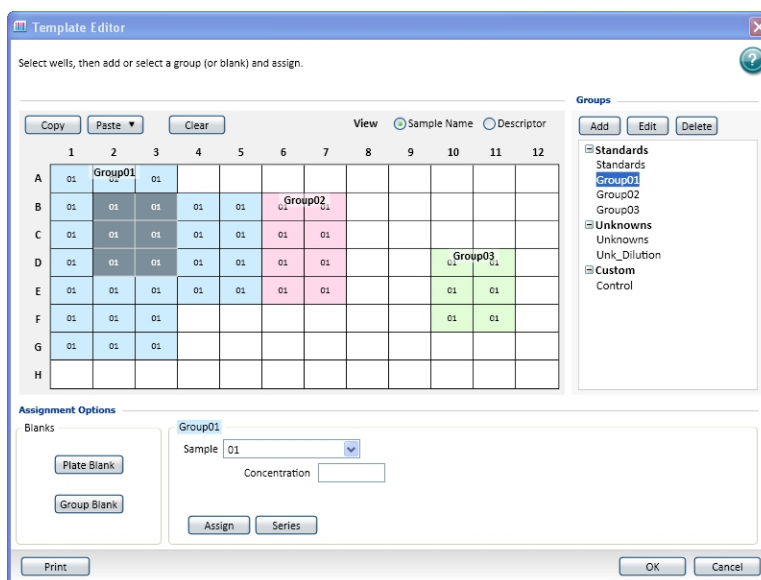 Template Editor
Select wells, then add or select a group (or blank) and assign.
Groups
Copy Paste Clear View Sample Name Descriptor
Add Edit Delete
1 2 3 4 5 6 7 8 9 10 11 12
A 01 Group01 01
B 01 01 01 01 01 Group02
C 01 01 01 01 01 01 01
D 01 01 01 01 01 01 01 Group03
E 01 01 01 01 01 01 01 01 01
F 01 01 01 01 01
G 01 01 01
H
Standards
Standards
Group01
Group02
Group03
Unknowns
Unknowns
Unk_Dilution
Custom
Control
Assignment Options
Blanks
Plate Blank
Group Blank
Group01
Sample 01
Concentration
Assign Series
Print OK Cancel